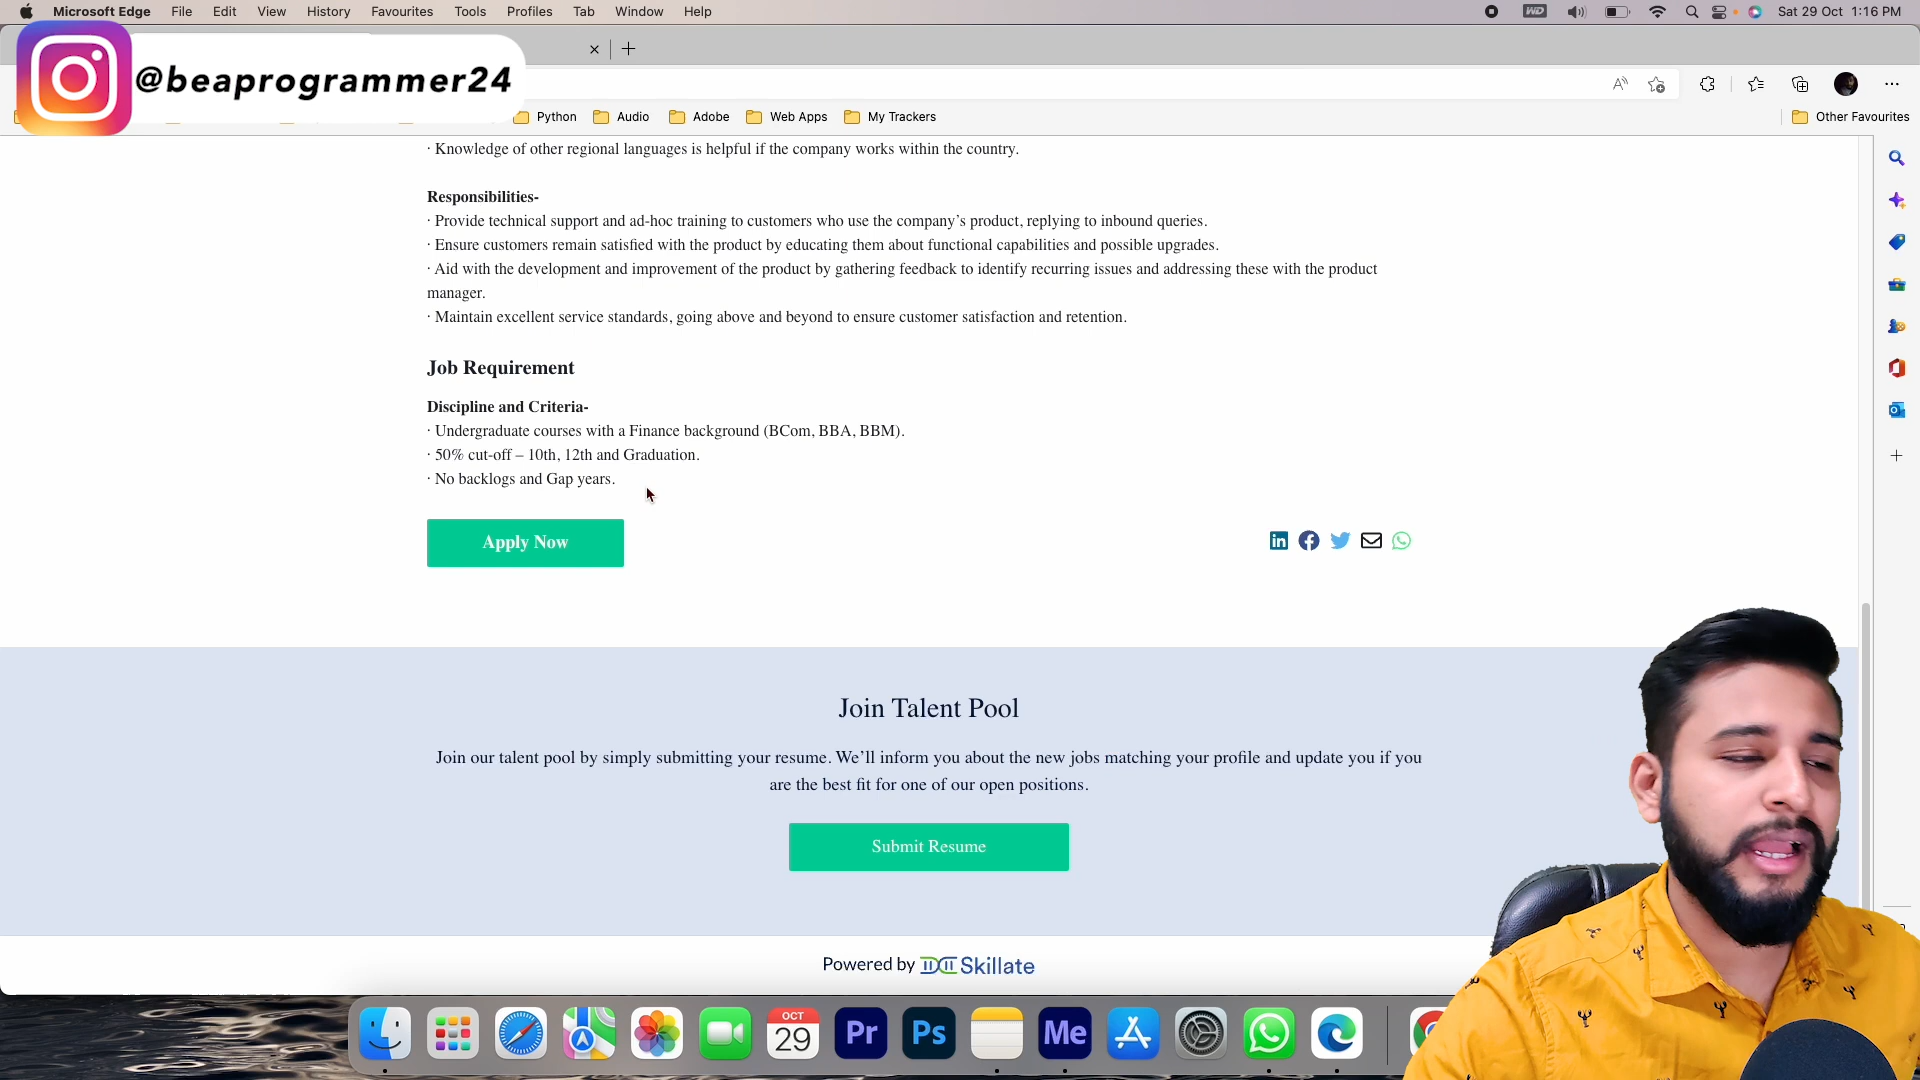 Microsoft Edge File Edit View History Favourites Tools Profiles Tab Window Help
WD
Sat 29 Oct 1:16 PM
@beaprogrammer24
Python Audio Adobe Web Apps My Trackers Other Favourites
· Knowledge of other regional languages is helpful if the company works within the country.
Responsibilities-
· Provide technical support and ad-hoc training to customers who use the company’s product, replying to inbound queries.
· Ensure customers remain satisfied with the product by educating them about functional capabilities and possible upgrades.
· Aid with the development and improvement of the product by gathering feedback to identify recurring issues and addressing these with the product
manager.
· Maintain excellent service standards, going above and beyond to ensure customer satisfaction and retention.
Job Requirement
Discipline and Criteria-
· Undergraduate courses with a Finance background (BCom, BBA, BBM).
· 50% cut-off – 10th, 12th and Graduation.
· No backlogs and Gap years.
Apply Now
Join Talent Pool
Join our talent pool by simply submitting your resume. We’ll inform you about the new jobs matching your profile and update you if you
are the best fit for one of our open positions.
Submit Resume
Powered by Skillate
OCT
29
Pr
Ps
Me